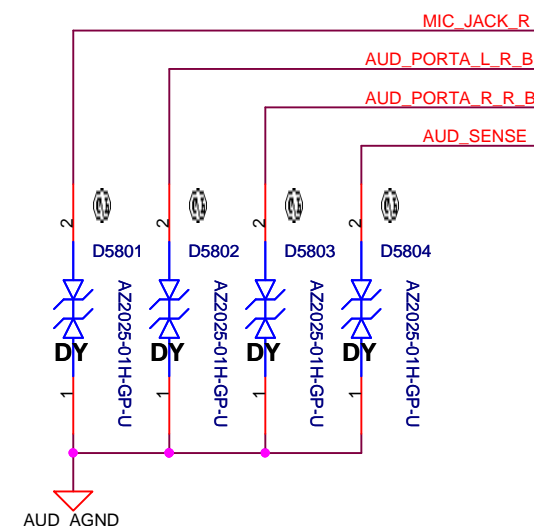 MIC_JACK_R
AUD_PORTA_L_R_B
AUD_PORTA_R_R_B
AUD_SENSE
2
2
2
2
D5801
D5802
D5803
D5804
AZ2025-01H-GP-U
AZ2025-01H-GP-U
AZ2025-01H-GP-U
AZ2025-01H-GP-U
DY
DY
DY
DY
1
1
1
1
AUD_AGND